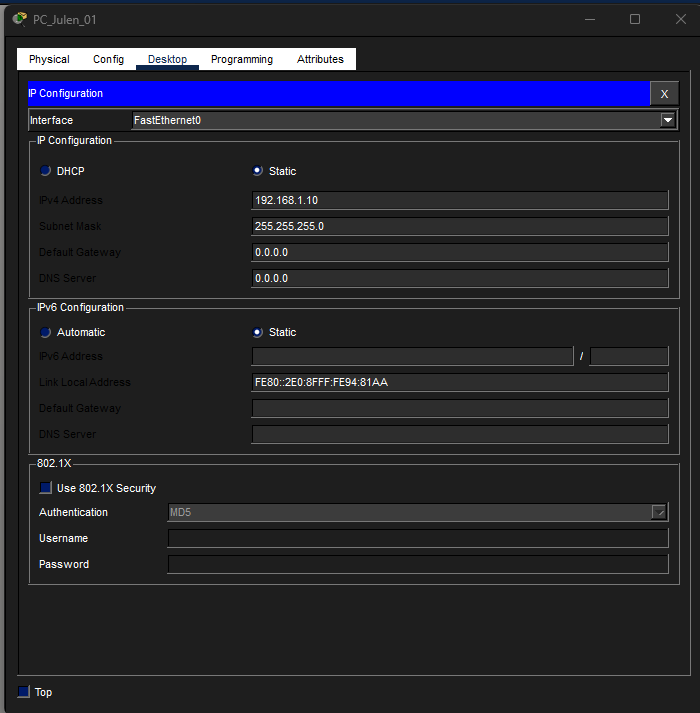 PC_Julen_01
Physical Config Desktop Programming Attributes
IP Configuration X
Interface FastEthernet0
IP Configuration
DHCP Static
IPv4 Address 192.168.1.10
Subnet Mask 255.255.255.0
Default Gateway 0.0.0.0
DNS Server 0.0.0.0
IPv6 Configuration
Automatic Static
IPv6 Address /
Link Local Address FE80::2E0:8FFF:FE94:81AA
Default Gateway
DNS Server
802.1X
Use 802.1X Security
Authentication MD5
Username
Password
Top